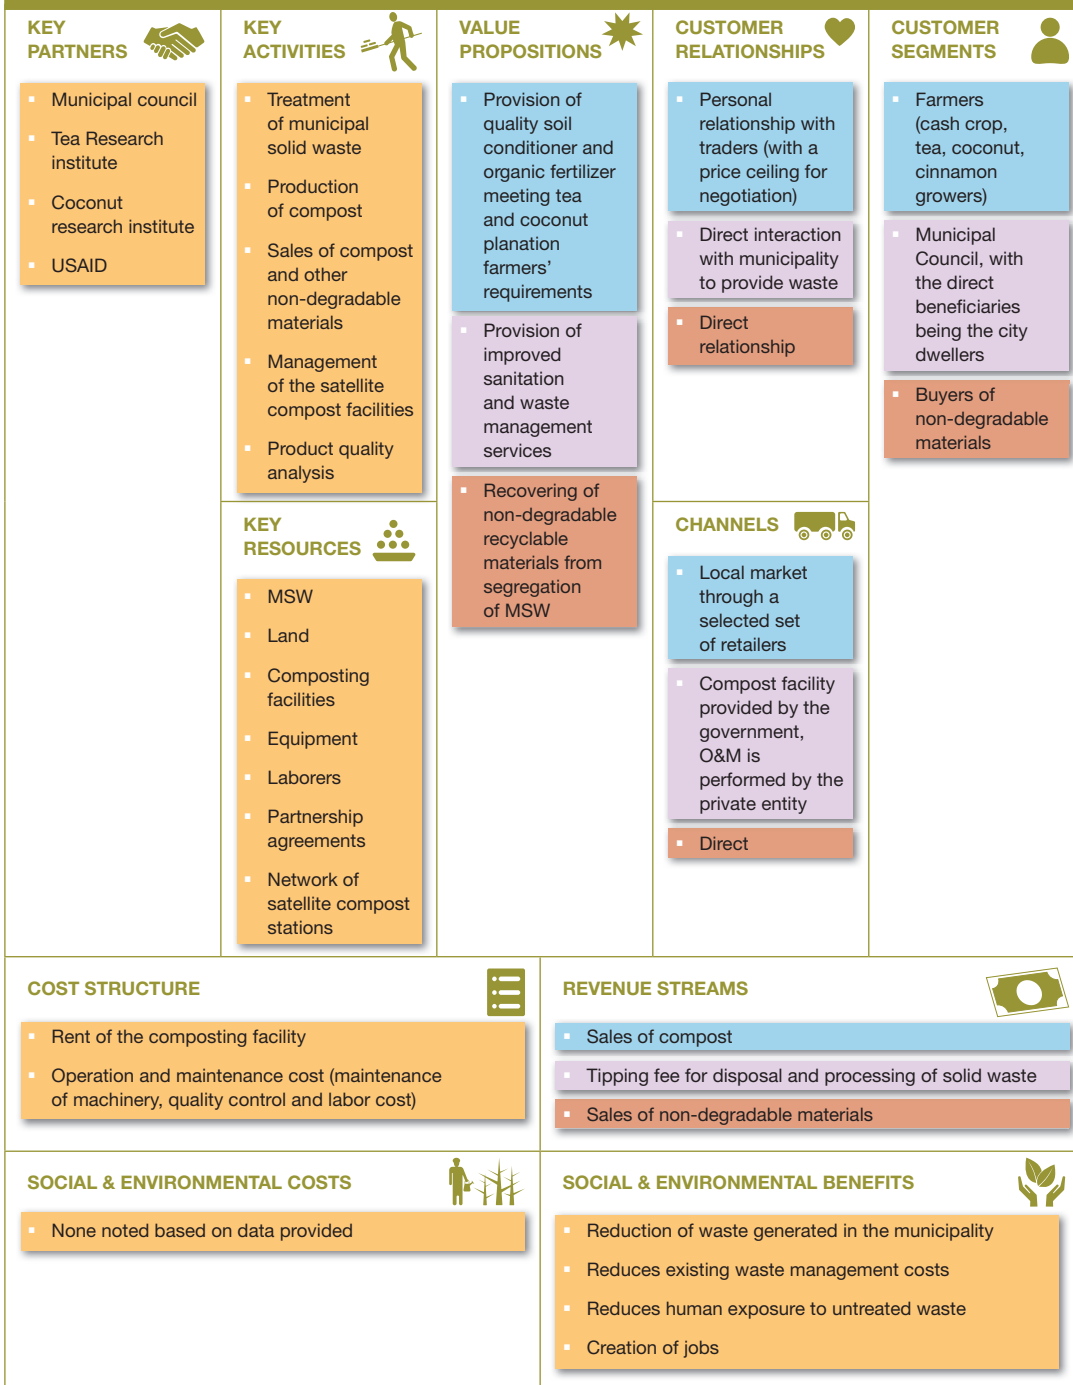 KEY
PARTNERS
Municipal council
Tea Research
institute
Coconut
research institute
USAID
KEY
ACTIVITIES
Treatment
of municipal
solid waste
Production
of compost
Sales of compost
and other
non-degradable
materials
Management
of the satellite
compost facilities
Product quality
analysis
KEY
RESOURCES
MSW
Land
Composting
facilities
Equipment
Laborers
Partnership
agreements
Network of
satellite compost
stations
VALUE
PROPOSITIONS
Provision of
quality soil
conditioner and
organic fertilizer
meeting tea
and coconut
planation
farmers’
requirements
Provision of
improved
sanitation
and waste
management
services
Recovering of
non-degradable
recyclable
materials from
segregation
of MSW
CUSTOMER
RELATIONSHIPS
Personal
relationship with
traders (with a
price ceiling for
negotiation)
Direct interaction
with municipality
to provide waste
Direct
relationship
CHANNELS
Local market
through a
selected set
of retailers
Compost facility
provided by the
government,
O&M is
performed by the
private entity
Direct
CUSTOMER
SEGMENTS
Farmers
(cash crop,
tea, coconut,
cinnamon
growers)
Municipal
Council, with
the direct
beneficiaries
being the city
dwellers
Buyers of
non-degradable
materials
COST STRUCTURE
Rent of the composting facility
Operation and maintenance cost (maintenance
of machinery, quality control and labor cost)
REVENUE STREAMS
Sales of compost
Tipping fee for disposal and processing of solid waste
Sales of non-degradable materials
SOCIAL & ENVIRONMENTAL COSTS
None noted based on data provided
SOCIAL & ENVIRONMENTAL BENEFITS
Reduction of waste generated in the municipality
Reduces existing waste management costs
Reduces human exposure to untreated waste
Creation of jobs